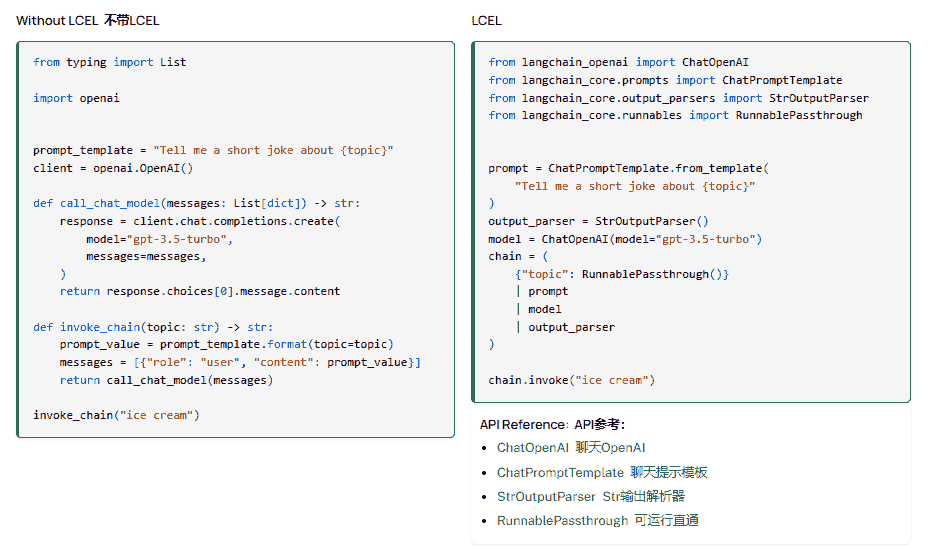 Without LCEL 不带LCEL
from typing import List
import openai
prompt_template = "Tell me a short joke about {topic}"
client = openai.OpenAI()
def call_chat_model(messages: List[dict]) -> str:
    response = client.chat.completions.create(
        model="gpt-3.5-turbo",
        messages=messages,
    )
    return response.choices[0].message.content
def invoke_chain(topic: str) -> str:
    prompt_value = prompt_template.format(topic=topic)
    messages = [{"role": "user", "content": prompt_value}]
    return call_chat_model(messages)
invoke_chain("ice cream")
LCEL
from langchain_openai import ChatOpenAI
from langchain_core.prompts import ChatPromptTemplate
from langchain_core.output_parsers import StrOutputParser
from langchain_core.runnables import RunnablePassthrough
prompt = ChatPromptTemplate.from_template(
    "Tell me a short joke about {topic}"
)
output_parser = StrOutputParser()
model = ChatOpenAI(model="gpt-3.5-turbo")
chain = (
    {"topic": RunnablePassthrough()}
    | prompt
    | model
    | output_parser
)
chain.invoke("ice cream")
API Reference: API参考：
• ChatOpenAI 聊天OpenAI
• ChatPromptTemplate 聊天提示模板
• StrOutputParser Str输出解析器
• RunnablePassthrough 可运行直通